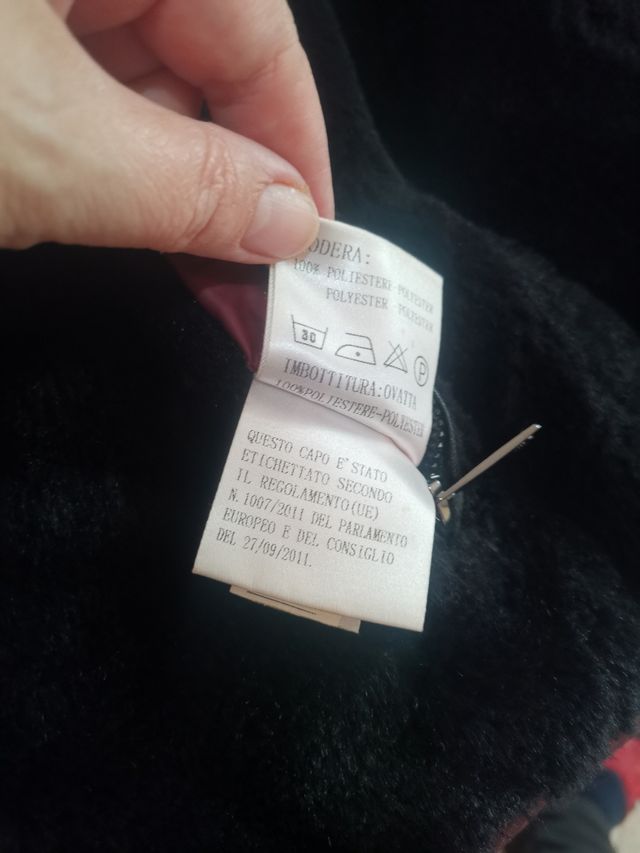 ODERA:
100% POLIESTERE-POLYESTER
POLYESTER -POLYESTER
30
P
IMBOTTITURA:OVATTA
100%POLIESTERE-POLYESTER
QUESTO CAPO E' STATO
ETICHETTATO SECONDO
IL REGOLAMENTO(UE)
N. 1007/2011 DEL PARLAMENTO
EUROPEO E DEL CONSIGLIO
DEL 27/09/2011.